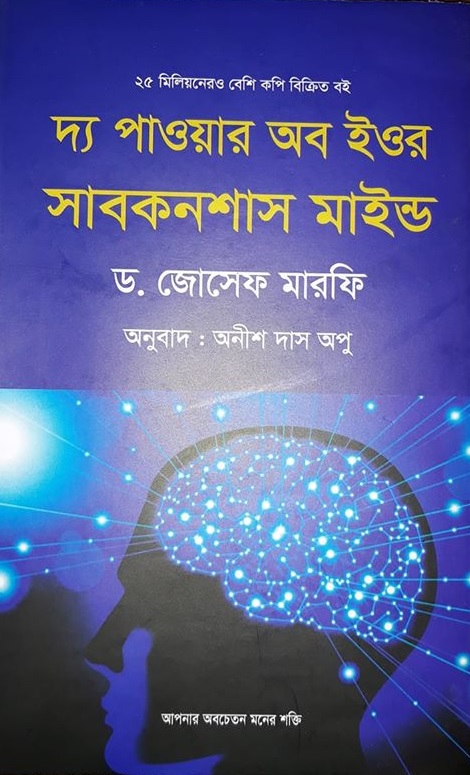 ২৫ মিলিয়নেরও বেশি কপি বিক্রিত বই
দ্য পাওয়ার অব ইওর
সাবকনশাস মাইন্ড
ড. জোসেফ মারফি
অনুবাদ : অনীশ দাস অপু
আপনার অবচেতন মনের শক্তি